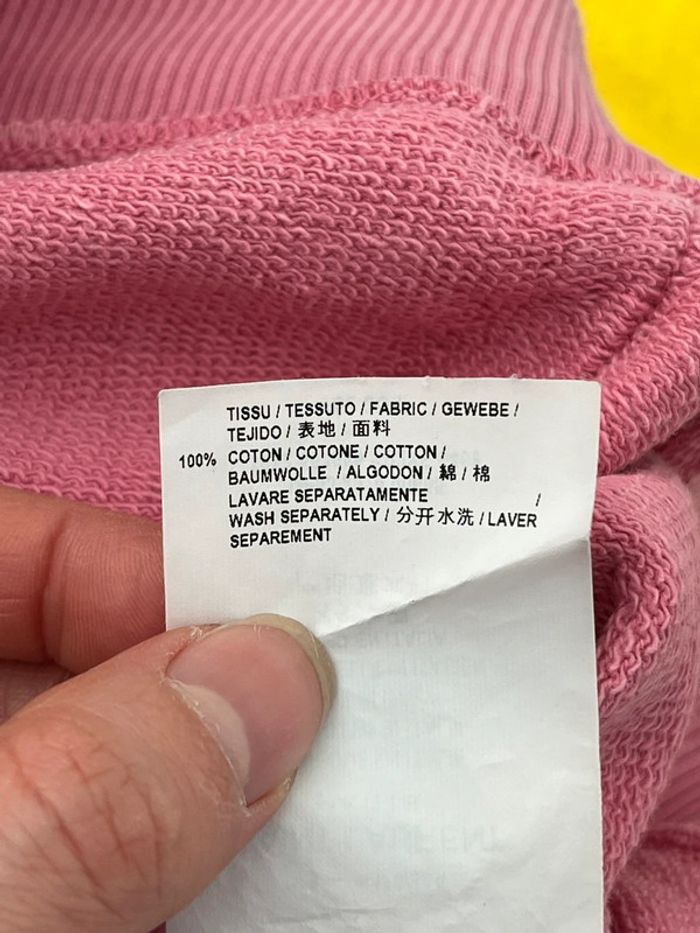 TISSU / TESSUTO / FABRIC / GEWEBE /
TEJIDO / 表地 / 面料
100% COTON / COTONE / COTTON /
BAUMWOLLE / ALGODON / 綿 / 棉
LAVARE SEPARATAMENTE /
WASH SEPARATELY / 分开水洗 / LAVER
SEPAREMENT